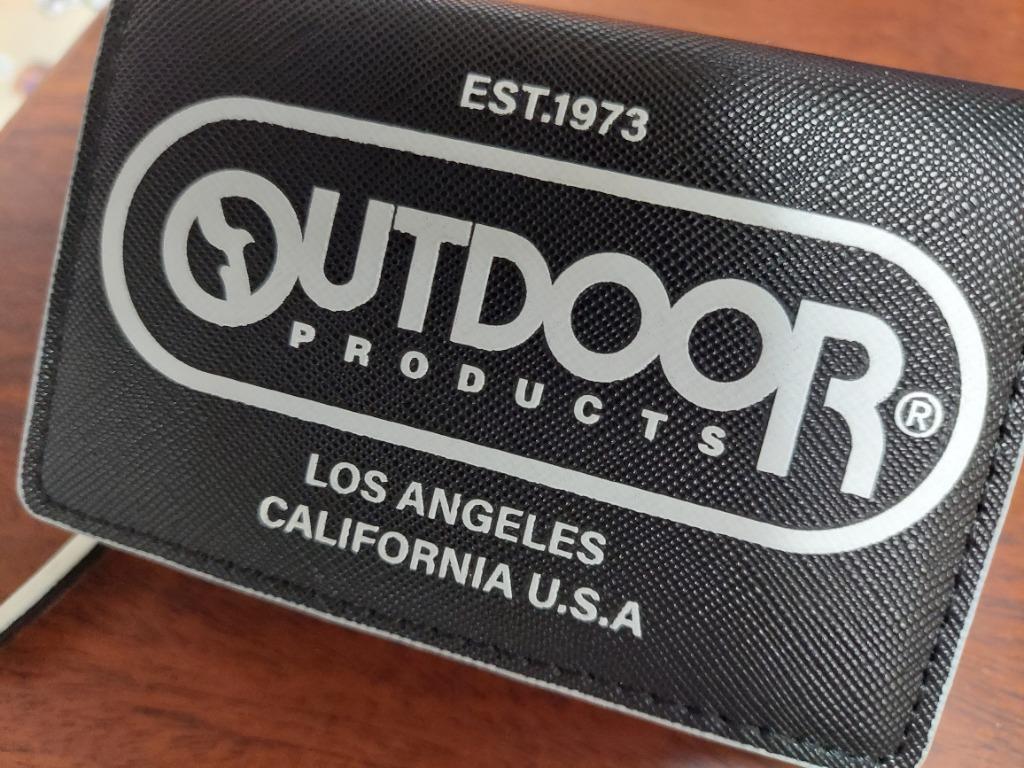 EST.1973
OUTDOOR
PRODUCTS
®
LOS ANGELES
CALIFORNIA U.S.A